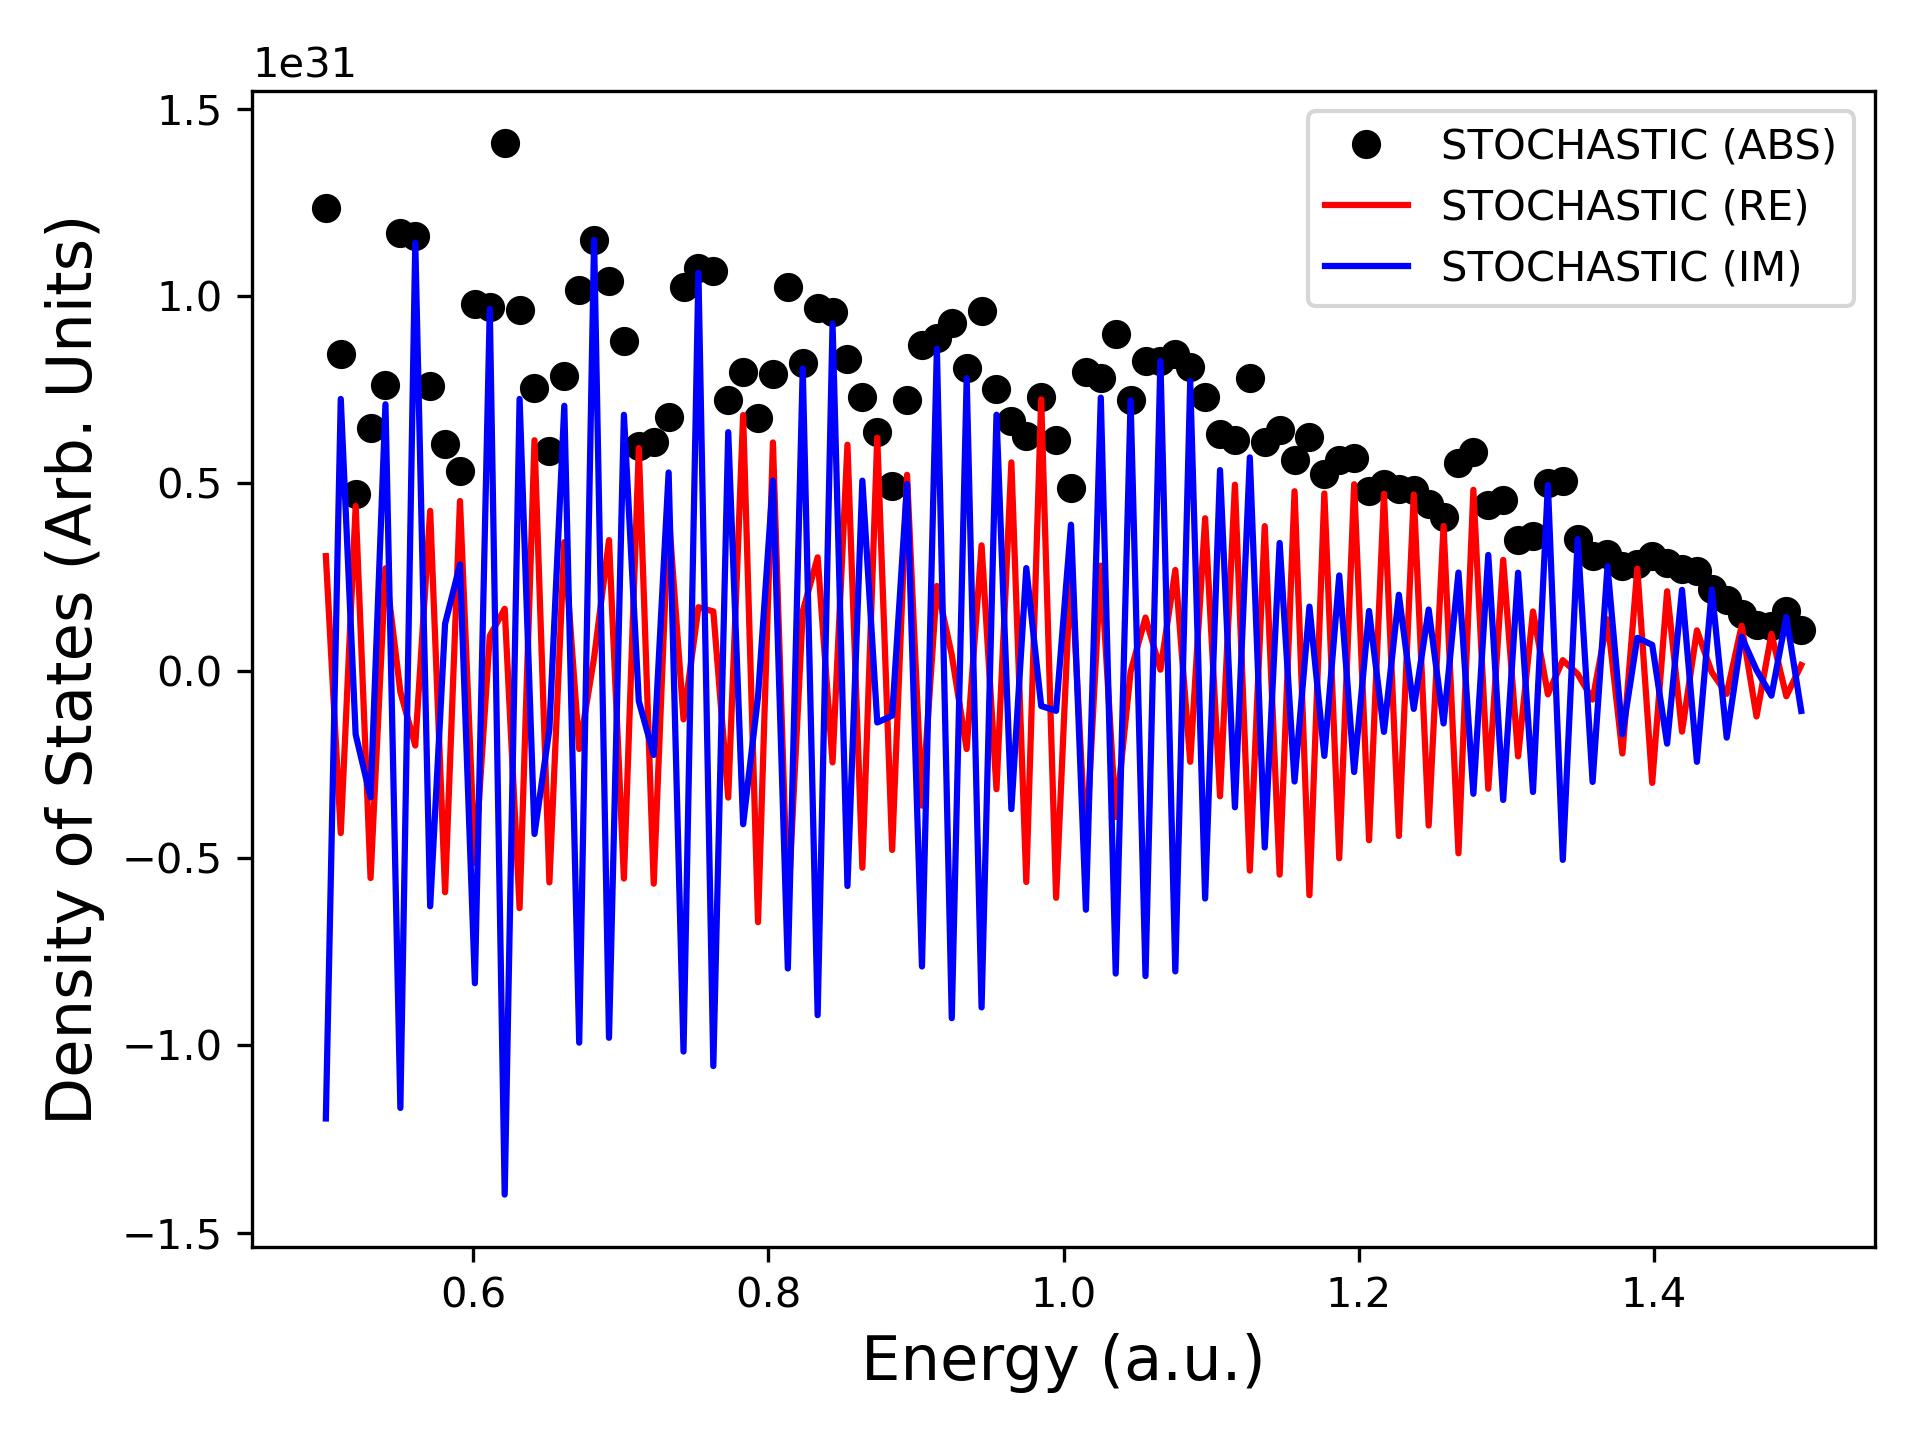 1e31
1.5
1.0
0.5
0.0
−0.5
−1.0
−1.5
Density of States (Arb. Units)
STOCHASTIC (ABS)
STOCHASTIC (RE)
STOCHASTIC (IM)
0.6 0.8 1.0 1.2 1.4
Energy (a.u.)